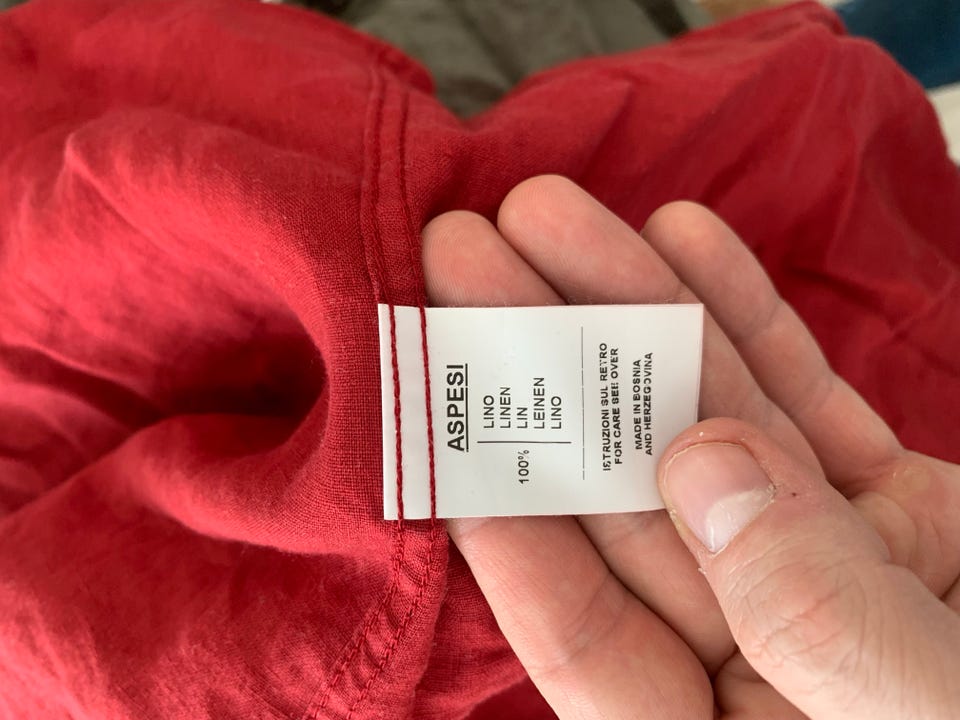 ASPESI
100%
LINO
LINEN
LIN
LEINEN
LINO
ISTRUZIONI SUL RETRO
FOR CARE SEE OVER
MADE IN BOSNIA
AND HERZEGOVINA